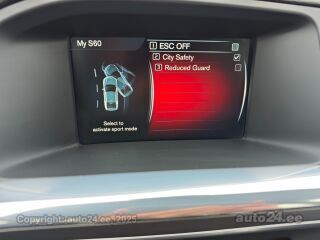 My S60
1 ESC OFF
2 City Safety
3 Reduced Guard
Select to
activate sport mode
Copyright auto24.ee 2025
auto24.ee